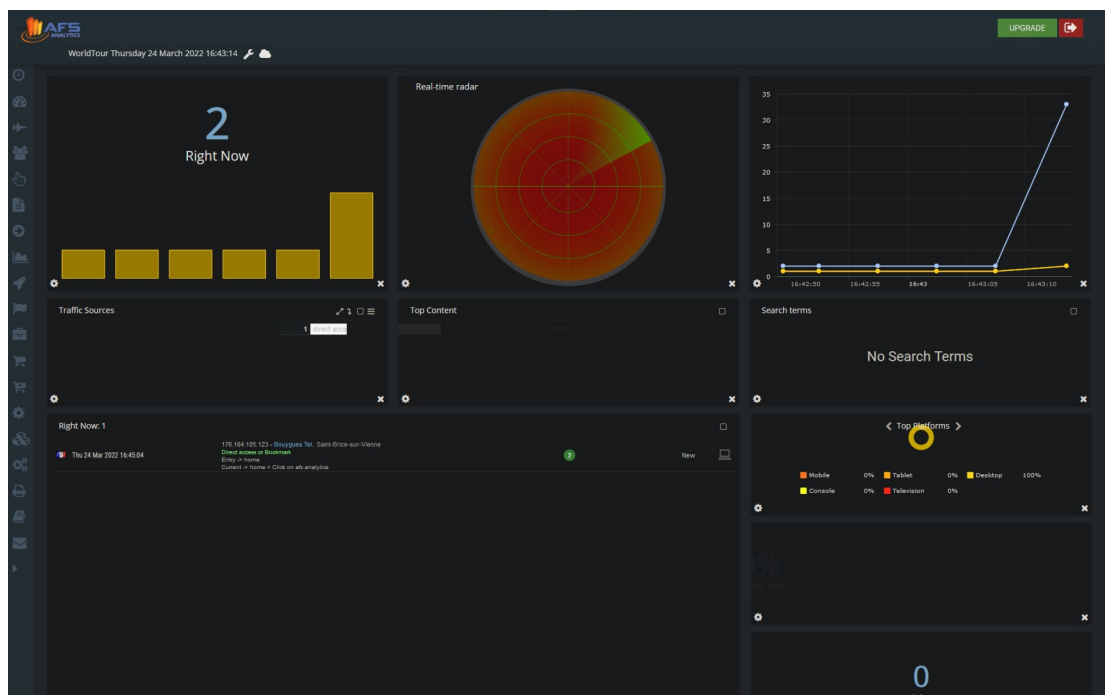 AFS
ANALYTICS
UPGRADE
WorldTour Thursday 24 March 2022 16:43:14
2
Right Now
Real-time radar
35
30
25
20
15
10
5
0
16:42:50 16:42:55 16:43 16:43:05 16:43:10
Traffic Sources
1 direct acce
Top Content
Search terms
No Search Terms
Right Now: 1
Thu 24 Mar 2022 16:45:04
176.164.105.123 - Bouygues Tel. Saint-Brice-sur-Vienne
Direct access or Bookmark
Entry -> home
Current -> home > Click on afs analytics
2
New
Top Platforms
Mobile 0% Tablet 0% Desktop 100%
Console 0% Television 0%
0